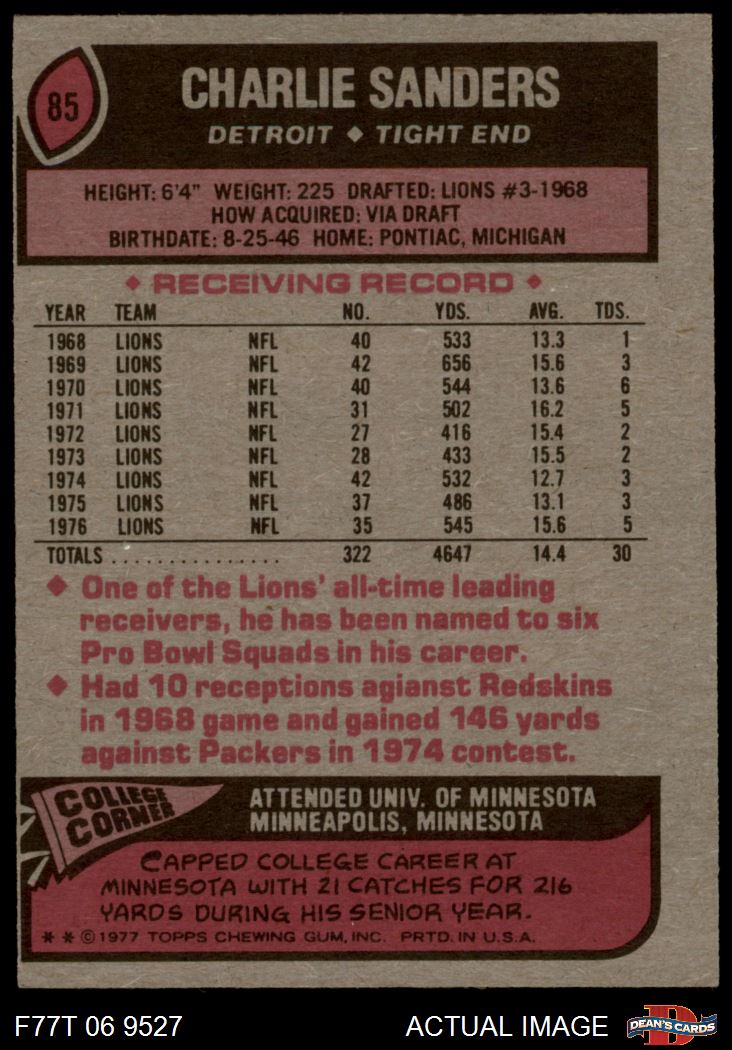 85
CHARLIE SANDERS
DETROIT ◆ TIGHT END
HEIGHT: 6'4" WEIGHT: 225 DRAFTED: LIONS #3-1968
HOW ACQUIRED: VIA DRAFT
BIRTHDATE: 8-25-46 HOME: PONTIAC, MICHIGAN
◆ RECEIVING RECORD ◆
YEAR TEAM NO. YDS. AVG. TDS.
1968 LIONS NFL 40 533 13.3 1
1969 LIONS NFL 42 656 15.6 3
1970 LIONS NFL 40 544 13.6 6
1971 LIONS NFL 31 502 16.2 5
1972 LIONS NFL 27 416 15.4 2
1973 LIONS NFL 28 433 15.5 2
1974 LIONS NFL 42 532 12.7 3
1975 LIONS NFL 37 486 13.1 3
1976 LIONS NFL 35 545 15.6 5
TOTALS . . . . . . . . . . . . . . . . 322 4647 14.4 30
◆ One of the Lions' all-time leading
receivers, he has been named to six
Pro Bowl Squads in his career.
◆ Had 10 receptions agianst Redskins
in 1968 game and gained 146 yards
against Packers in 1974 contest.
COLLEGE
CORNER
ATTENDED UNIV. OF MINNESOTA
MINNEAPOLIS, MINNESOTA
CAPPED COLLEGE CAREER AT
MINNESOTA WITH 21 CATCHES FOR 216
YARDS DURING HIS SENIOR YEAR.
* * © 1977 TOPPS CHEWING GUM, INC. PRTD. IN U.S.A.
F77T 06 9527 ACTUAL IMAGE
D
DEAN'S CARDS